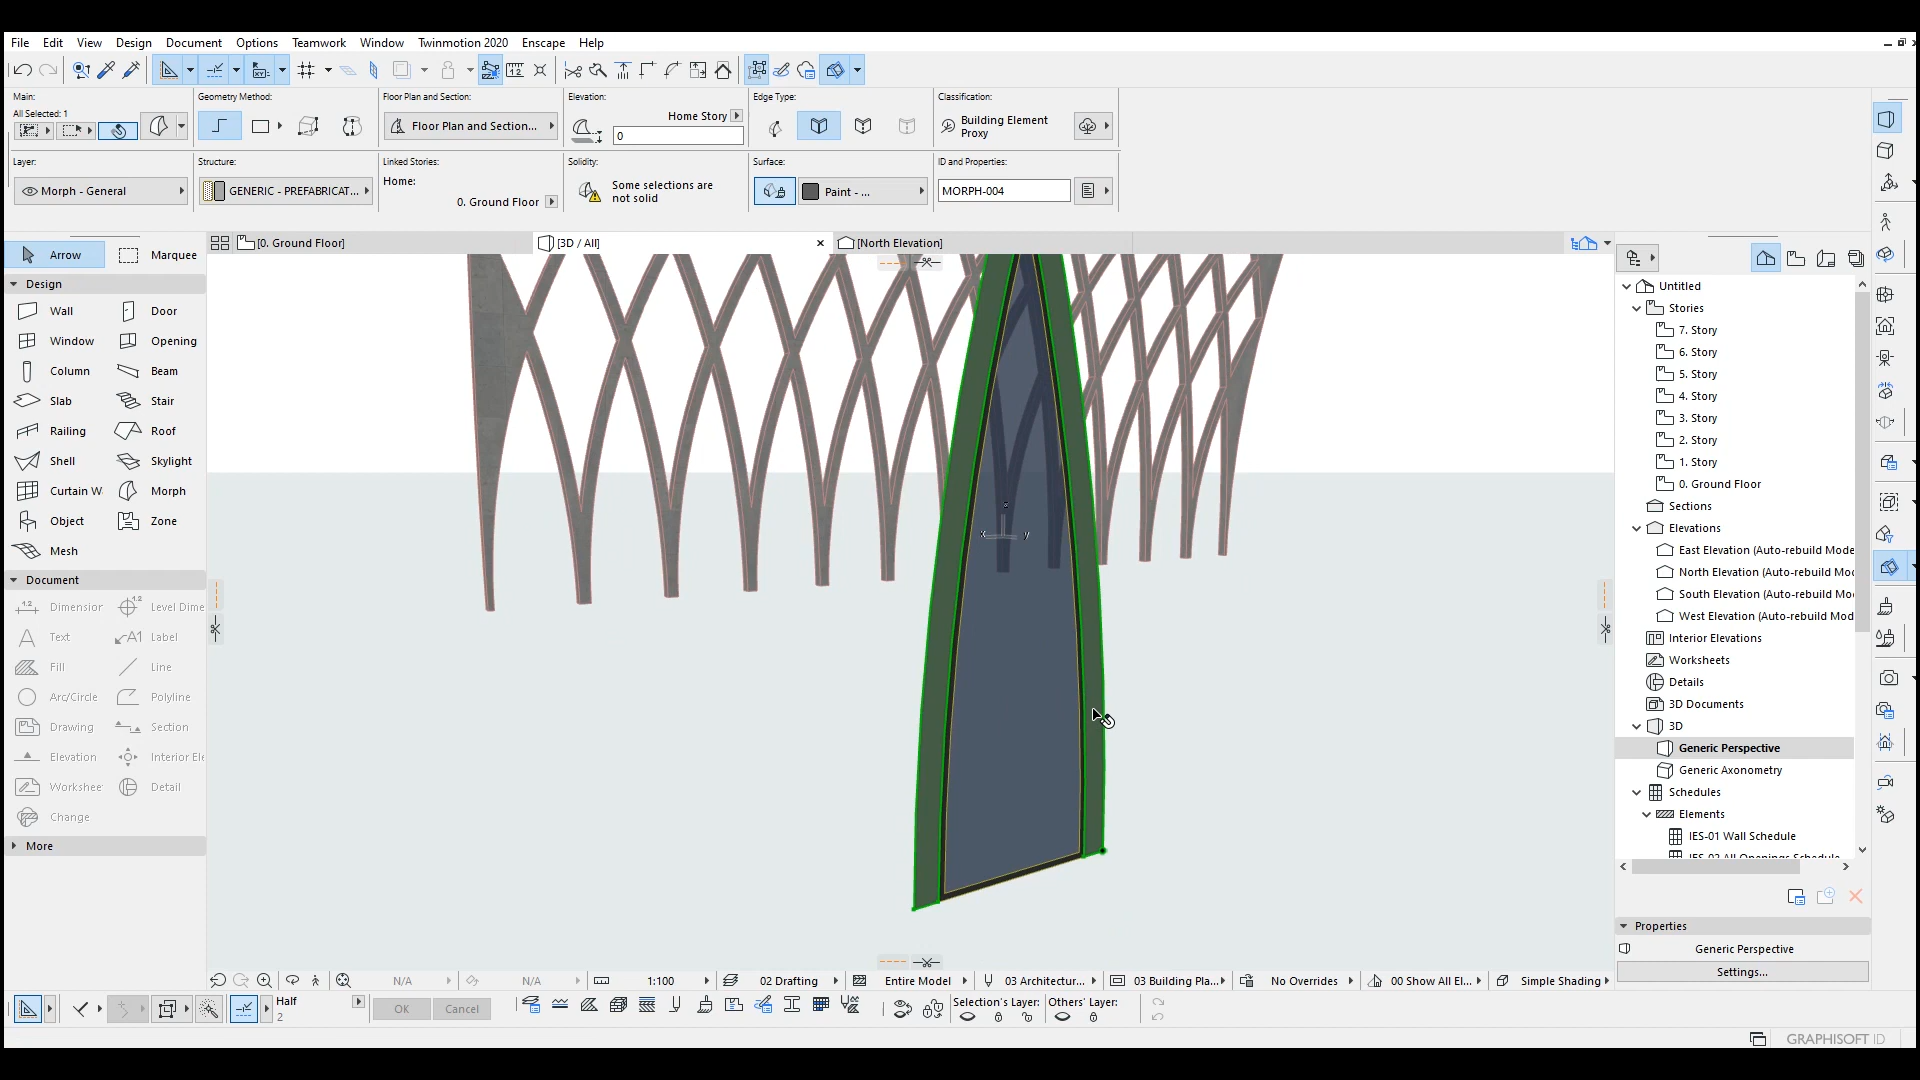 File Edit View Design Document Options Teamwork Window Twinmotion 2020 Enscape Help
Main:
All Selected: 1
Geometry Method:
Floor Plan and Section:
Floor Plan and Section...
Elevation:
Home Story
0
Edge Type:
Classification:
Building Element
Proxy
Layer:
Morph - General
Structure:
GENERIC - PREFABRICAT...
Linked Stories:
Home:
0. Ground Floor
Solidity:
Some selections are
not solid
Surface:
Paint - ...
ID and Properties:
MORPH-004
Arrow Marquee
[0. Ground Floor] [3D / All] [North Elevation]
Design
Wall Door
Window Opening
Column Beam
Slab Stair
Railing Roof
Shell Skylight
Curtain W Morph
Object Zone
Mesh
Document
Dimension Level Dime
Text Label
Fill Line
Arc/Circle Polyline
Drawing Section
Elevation Interior Ele
Workshee Detail
Change
More
x y
Untitled
Stories
7. Story
6. Story
5. Story
4. Story
3. Story
2. Story
1. Story
0. Ground Floor
Sections
Elevations
East Elevation (Auto-rebuild Mode
North Elevation (Auto-rebuild Mod
South Elevation (Auto-rebuild Mo
West Elevation (Auto-rebuild Mod
Interior Elevations
Worksheets
Details
3D Documents
3D
Generic Perspective
Generic Axonometry
Schedules
Elements
IES-01 Wall Schedule
IES-02 All Openings Schedule
Properties
Generic Perspective
Settings...
N/A N/A 1:100 02 Drafting Entire Model 03 Architectur... 03 Building Pla... No Overrides 00 Show All El... Simple Shading
Half
2
OK Cancel
Selection's Layer: Others' Layer:
GRAPHISOFT ID